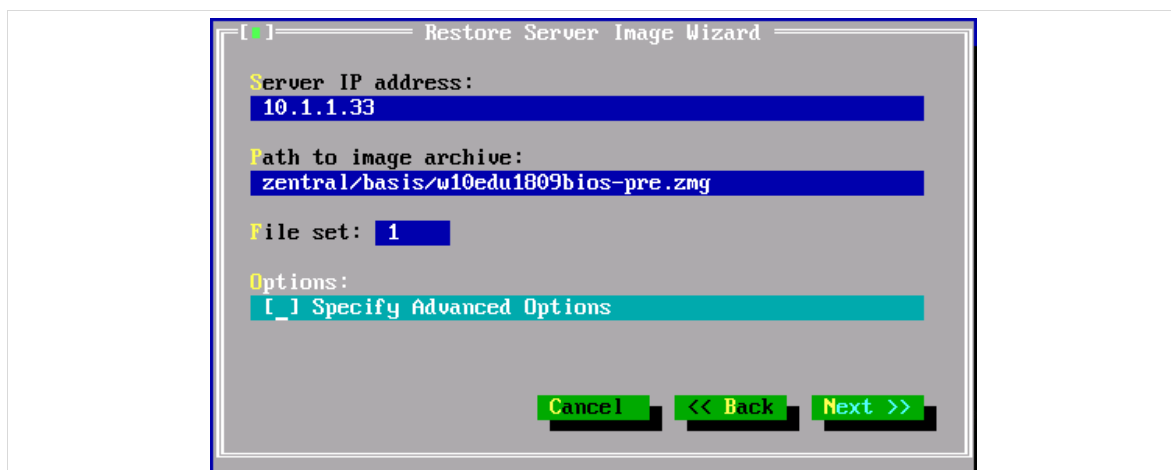 [■] Restore Server Image Wizard
Server IP address:
10.1.1.33
Path to image archive:
zentral/basis/w10edu1809bios-pre.zmg
File set: 1
Options:
[_] Specify Advanced Options
Cancel << Back Next >>